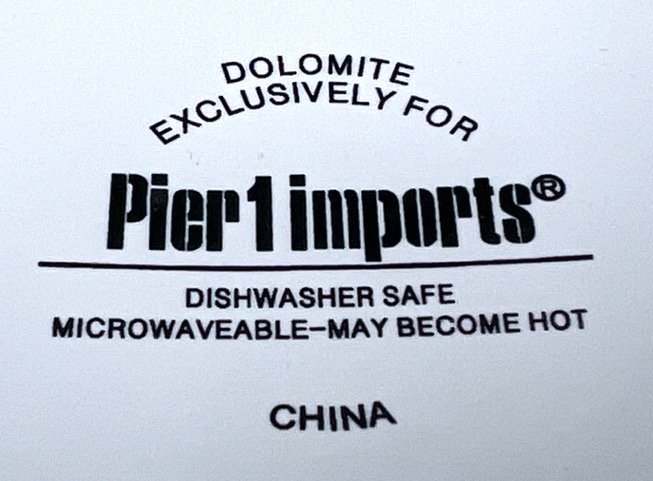 DOLOMITE
EXCLUSIVELY FOR
Pier 1 imports®
DISHWASHER SAFE
MICROWAVEABLE–MAY BECOME HOT
CHINA